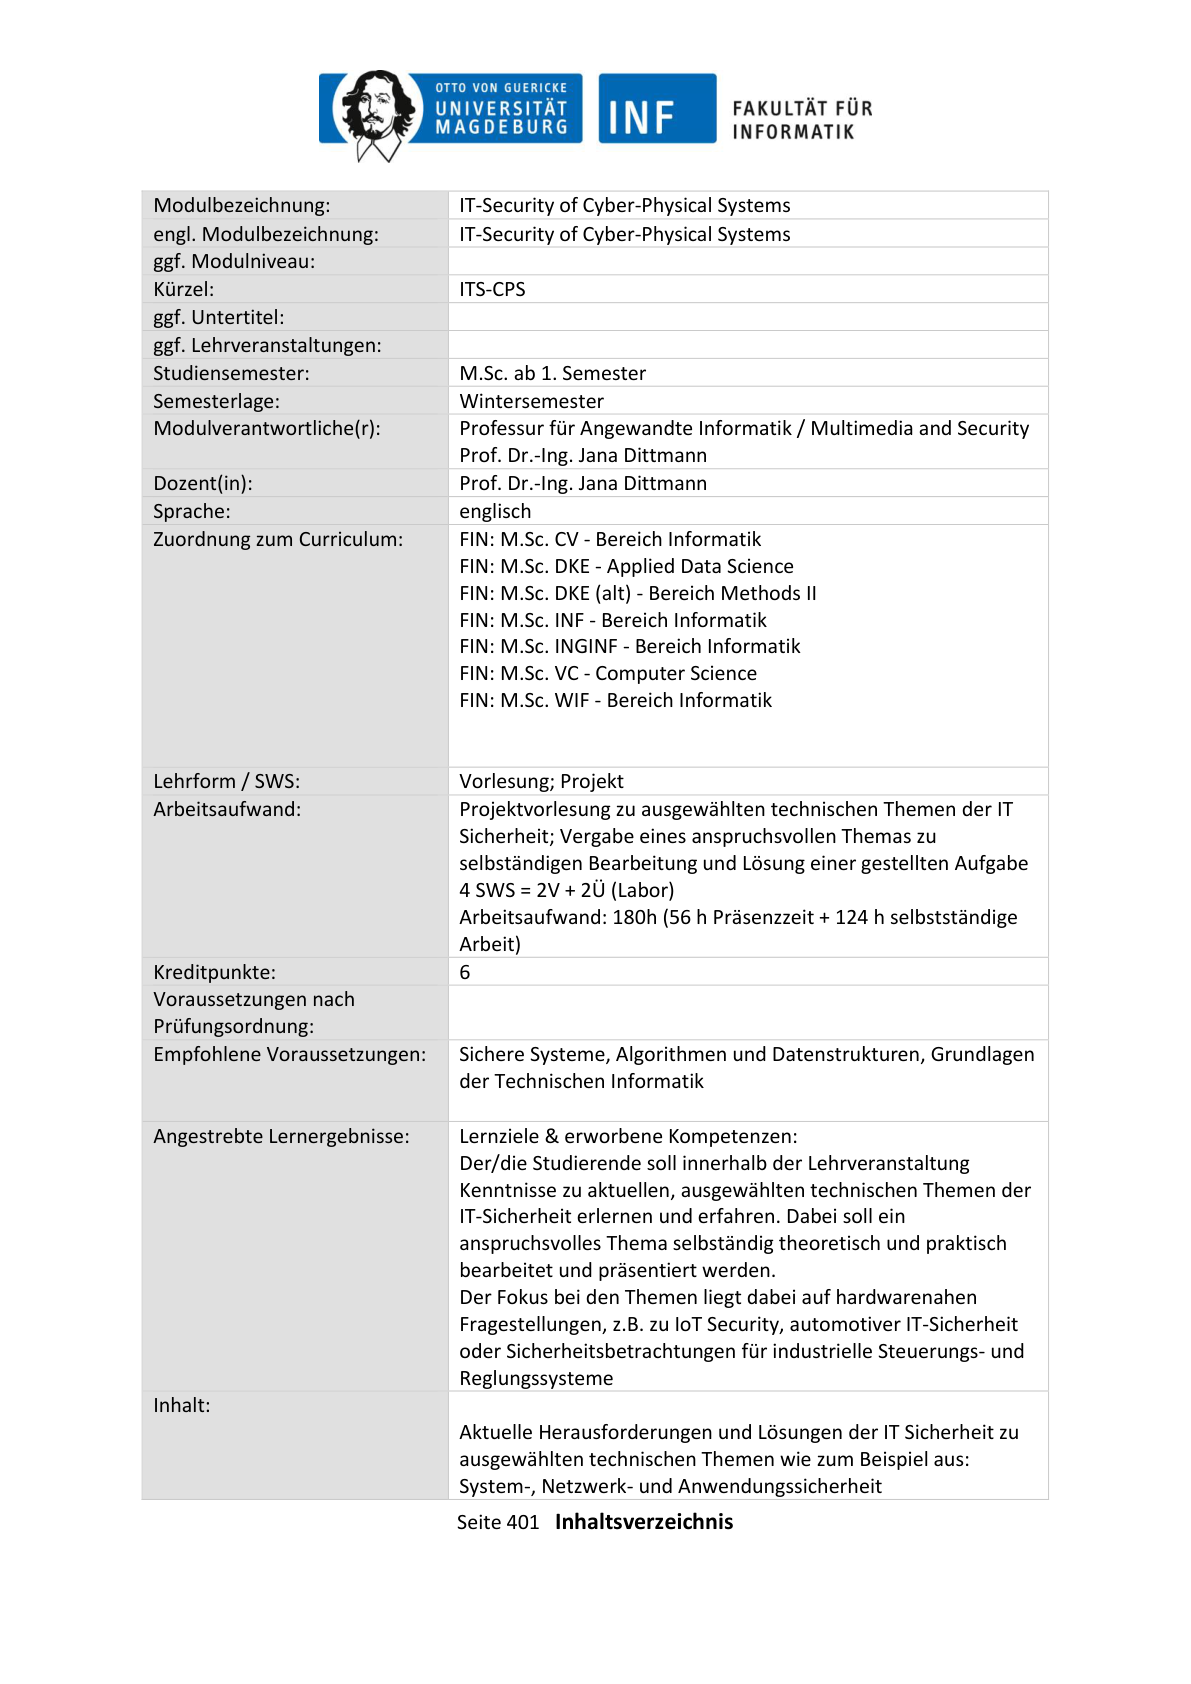 OTTO VON GUERICKE
UNIVERSITÄT
MAGDEBURG
INF
FAKULTÄT FÜR
INFORMATIK
Modulbezeichnung: IT-Security of Cyber-Physical Systems
engl. Modulbezeichnung: IT-Security of Cyber-Physical Systems
ggf. Modulniveau:
Kürzel: ITS-CPS
ggf. Untertitel:
ggf. Lehrveranstaltungen:
Studiensemester: M.Sc. ab 1. Semester
Semesterlage: Wintersemester
Modulverantwortliche(r): Professur für Angewandte Informatik / Multimedia and Security
Prof. Dr.-Ing. Jana Dittmann
Dozent(in): Prof. Dr.-Ing. Jana Dittmann
Sprache: englisch
Zuordnung zum Curriculum: FIN: M.Sc. CV - Bereich Informatik
FIN: M.Sc. DKE - Applied Data Science
FIN: M.Sc. DKE (alt) - Bereich Methods II
FIN: M.Sc. INF - Bereich Informatik
FIN: M.Sc. INGINF - Bereich Informatik
FIN: M.Sc. VC - Computer Science
FIN: M.Sc. WIF - Bereich Informatik
Lehrform / SWS: Vorlesung; Projekt
Arbeitsaufwand: Projektvorlesung zu ausgewählten technischen Themen der IT
Sicherheit; Vergabe eines anspruchsvollen Themas zu
selbständigen Bearbeitung und Lösung einer gestellten Aufgabe
4 SWS = 2V + 2Ü (Labor)
Arbeitsaufwand: 180h (56 h Präsenzzeit + 124 h selbstständige
Arbeit)
Kreditpunkte: 6
Voraussetzungen nach
Prüfungsordnung:
Empfohlene Voraussetzungen: Sichere Systeme, Algorithmen und Datenstrukturen, Grundlagen
der Technischen Informatik
Angestrebte Lernergebnisse: Lernziele & erworbene Kompetenzen:
Der/die Studierende soll innerhalb der Lehrveranstaltung
Kenntnisse zu aktuellen, ausgewählten technischen Themen der
IT-Sicherheit erlernen und erfahren. Dabei soll ein
anspruchsvolles Thema selbständig theoretisch und praktisch
bearbeitet und präsentiert werden.
Der Fokus bei den Themen liegt dabei auf hardwarenahen
Fragestellungen, z.B. zu IoT Security, automotiver IT-Sicherheit
oder Sicherheitsbetrachtungen für industrielle Steuerungs- und
Reglungssysteme
Inhalt:
Aktuelle Herausforderungen und Lösungen der IT Sicherheit zu
ausgewählten technischen Themen wie zum Beispiel aus:
System-, Netzwerk- und Anwendungssicherheit
Seite 401 Inhaltsverzeichnis